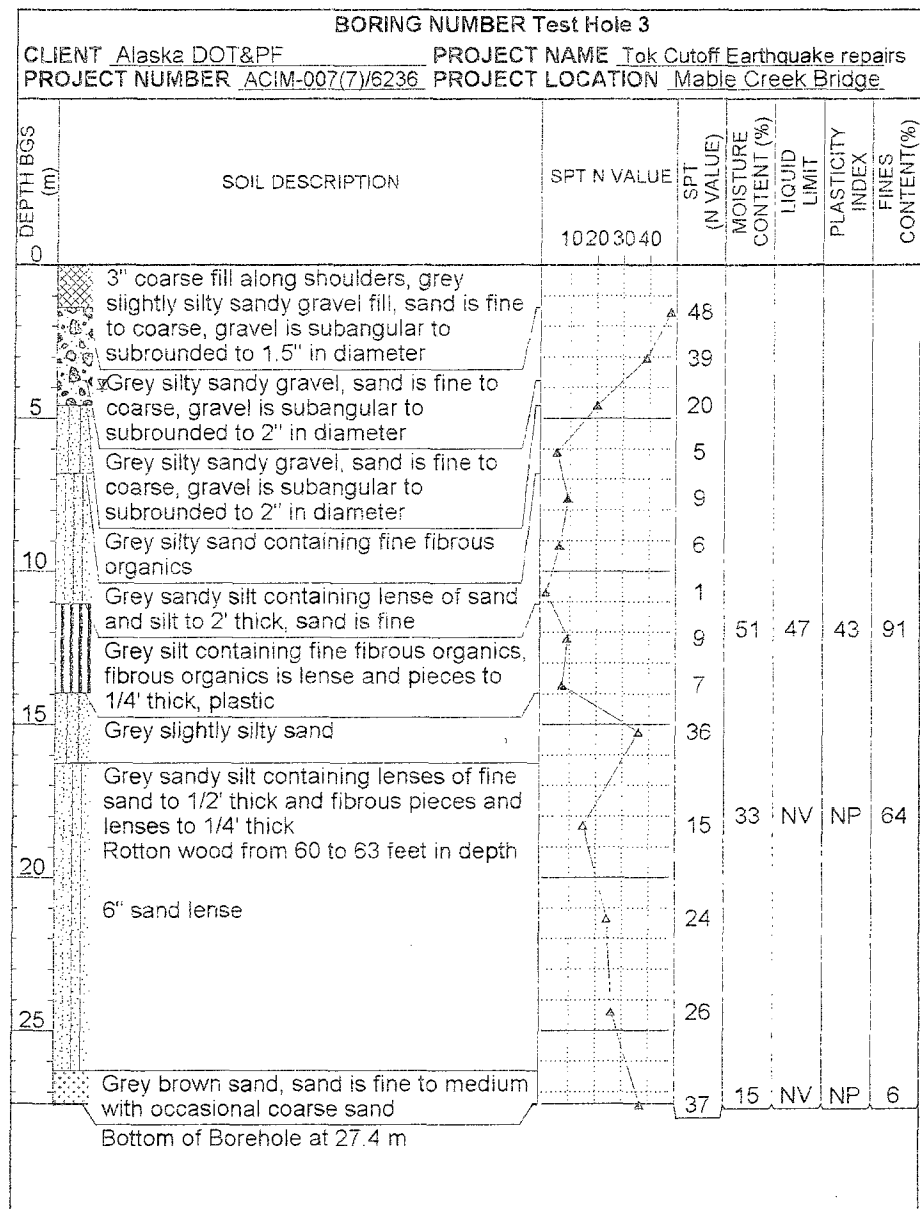 BORING NUMBER Test Hole 3
CLIENT Alaska DOT&PF PROJECT NAME Tok Cutoff Earthquake repairs
PROJECT NUMBER ACIM-007(7)/6236 PROJECT LOCATION Mable Creek Bridge
DEPTH BGS (m)
SOIL DESCRIPTION
SPT N VALUE
10 20 30 40
SPT (N VALUE)
MOISTURE CONTENT (%)
LIQUID LIMIT
PLASTICITY INDEX
FINES CONTENT(%)
0
3" coarse fill along shoulders, grey
slightly silty sandy gravel fill, sand is fine
48
to coarse, gravel is subangular to
subrounded to 1.5" in diameter
39
Grey silty sandy gravel, sand is fine to
5
coarse, gravel is subangular to
20
subrounded to 2" in diameter
5
Grey silty sandy gravel, sand is fine to
coarse, gravel is subangular to
9
subrounded to 2" in diameter
Grey silty sand containing fine fibrous
6
10
organics
Grey sandy silt containing lense of sand
1
and silt to 2' thick, sand is fine
9 51 47 43 91
Grey silt containing fine fibrous organics,
fibrous organics is lense and pieces to
7
1/4' thick, plastic
15
Grey slightly silty sand
36
Grey sandy silt containing lenses of fine
sand to 1/2' thick and fibrous pieces and
lenses to 1/4' thick
15 33 NV NP 64
Rotton wood from 60 to 63 feet in depth
20
6" sand lense
24
26
25
Grey brown sand, sand is fine to medium
with occasional coarse sand
37 15 NV NP 6
Bottom of Borehole at 27.4 m